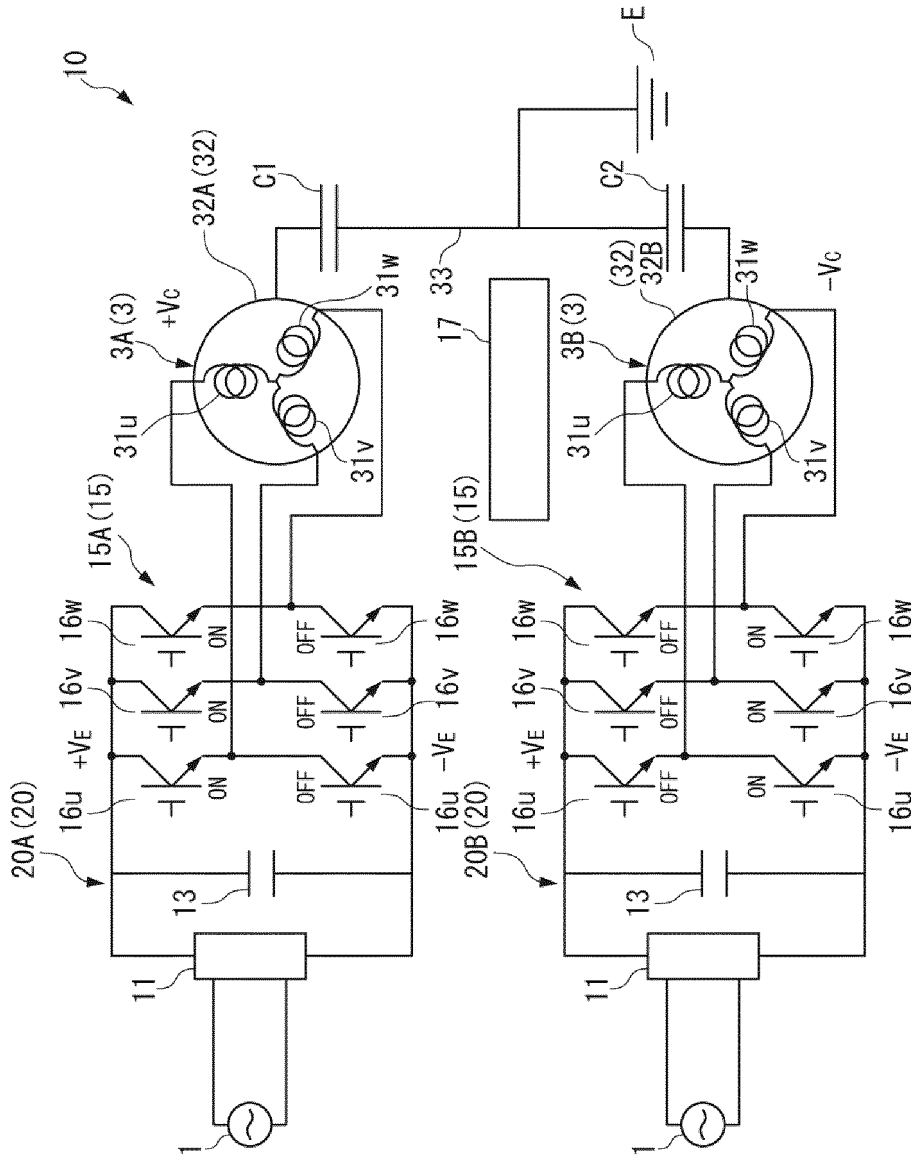 10
20A(20)
15A(15)
3A(3)
+VC
32A(32)
C1
E
16u
+VE
16v
16w
31u
31w
31v
ON
ON
ON
OFF
OFF
OFF
16u
-VE
16v
16w
1
11
13
17
33
20B(20)
15B(15)
3B(3)
(32)
32B
C2
16u
+VE
16v
16w
31u
31w
31v
-VC
OFF
OFF
OFF
ON
ON
ON
16u
-VE
16v
16w
1
11
13